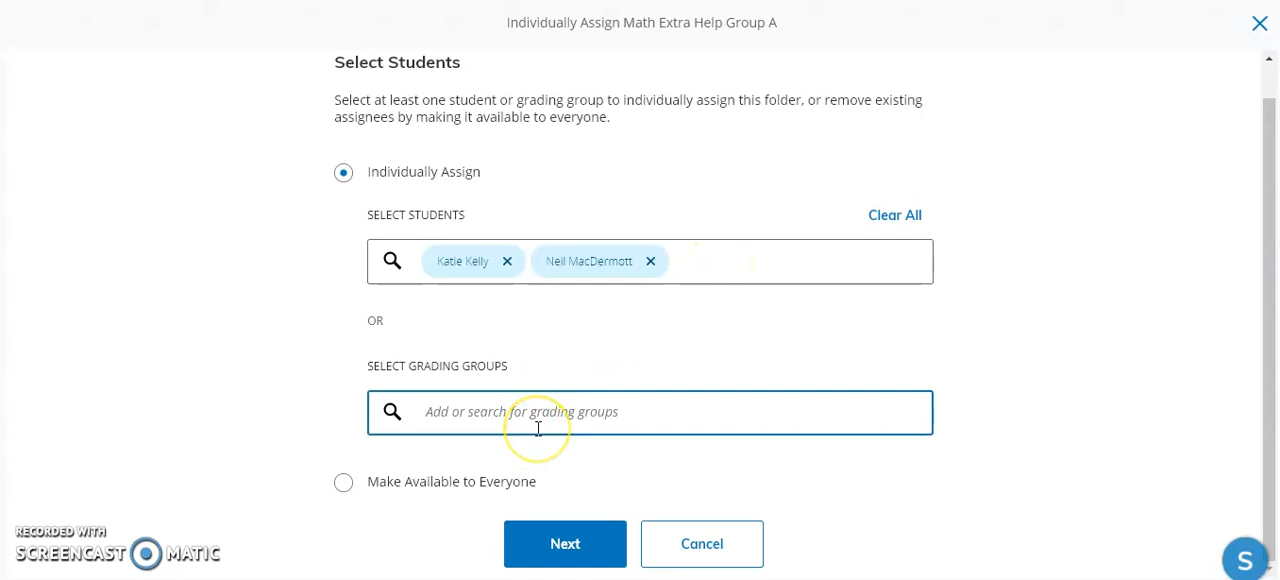 Individually Assign Math Extra Help Group A
Select Students
Select at least one student or grading group to individually assign this folder, or remove existing
assignees by making it available to everyone.
Individually Assign
SELECT STUDENTS
Clear All
Katie Kelly
Neil MacDermott
OR
SELECT GRADING GROUPS
Add or search for grading groups
Make Available to Everyone
Next
Cancel
RECORDED WITH
SCREENCAST MATIC
S